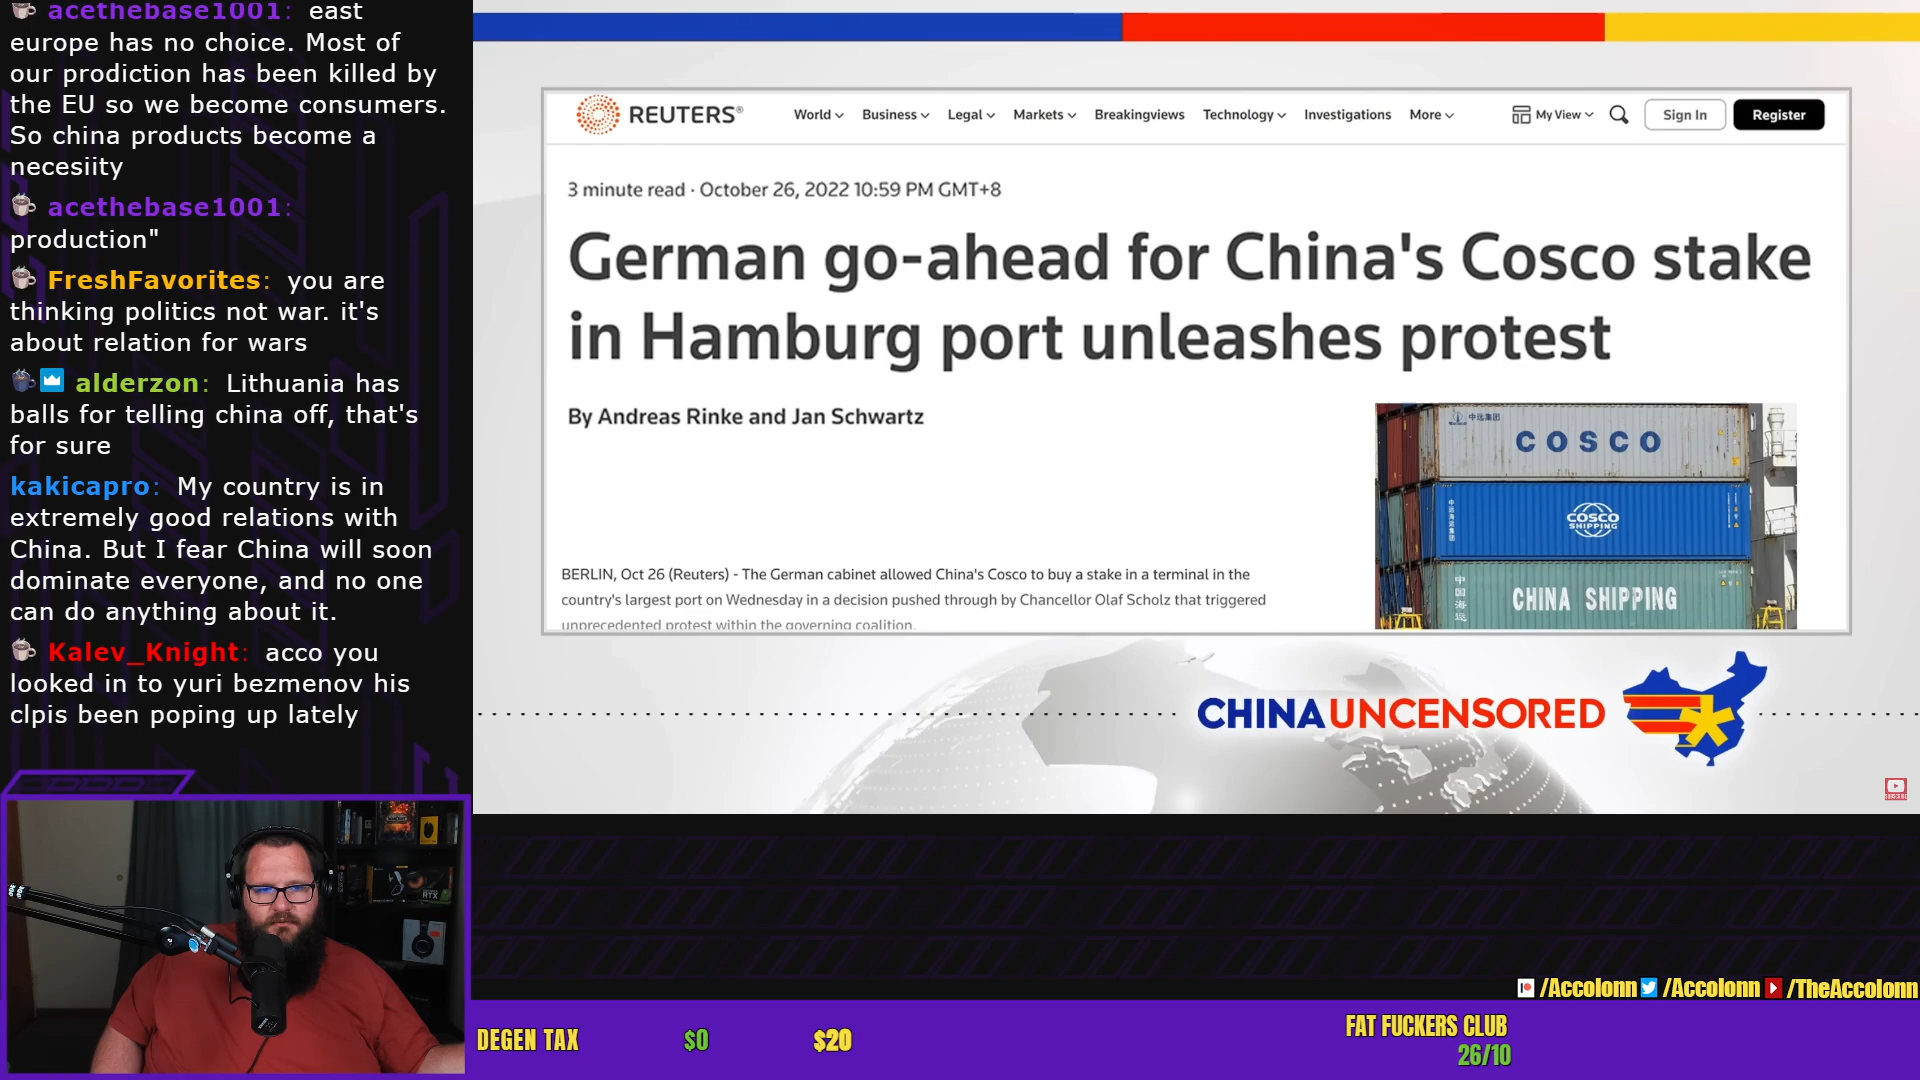 acethebase1001: east
europe has no choice. Most of
our prodiction has been killed by
the EU so we become consumers.
So china products become a
necesiity
acethebase1001:
production"
FreshFavorites: you are
thinking politics not war. it's
about relation for wars
alderzon: Lithuania has
balls for telling china off, that's
for sure
kakicapro: My country is in
extremely good relations with
China. But I fear China will soon
dominate everyone, and no one
can do anything about it.
Kalev_Knight: acco you
looked in to yuri bezmenov his
clpis been poping up lately
REUTERS®
World Business Legal Markets Breakingviews Technology Investigations More My View Sign In Register
3 minute read · October 26, 2022 10:59 PM GMT+8
German go-ahead for China's Cosco stake
in Hamburg port unleashes protest
By Andreas Rinke and Jan Schwartz
BERLIN, Oct 26 (Reuters) - The German cabinet allowed China's Cosco to buy a stake in a terminal in the
country's largest port on Wednesday in a decision pushed through by Chancellor Olaf Scholz that triggered
unprecedented protest within the governing coalition.
中远集团
COSCO
COSCO
SHIPPING
中国海运
CHINA SHIPPING
CHINA UNCENSORED
SUBSCRIBE
/Accolonn /Accolonn /TheAccolonn
DEGEN TAX $0 $20
FAT FUCKERS CLUB
26/10